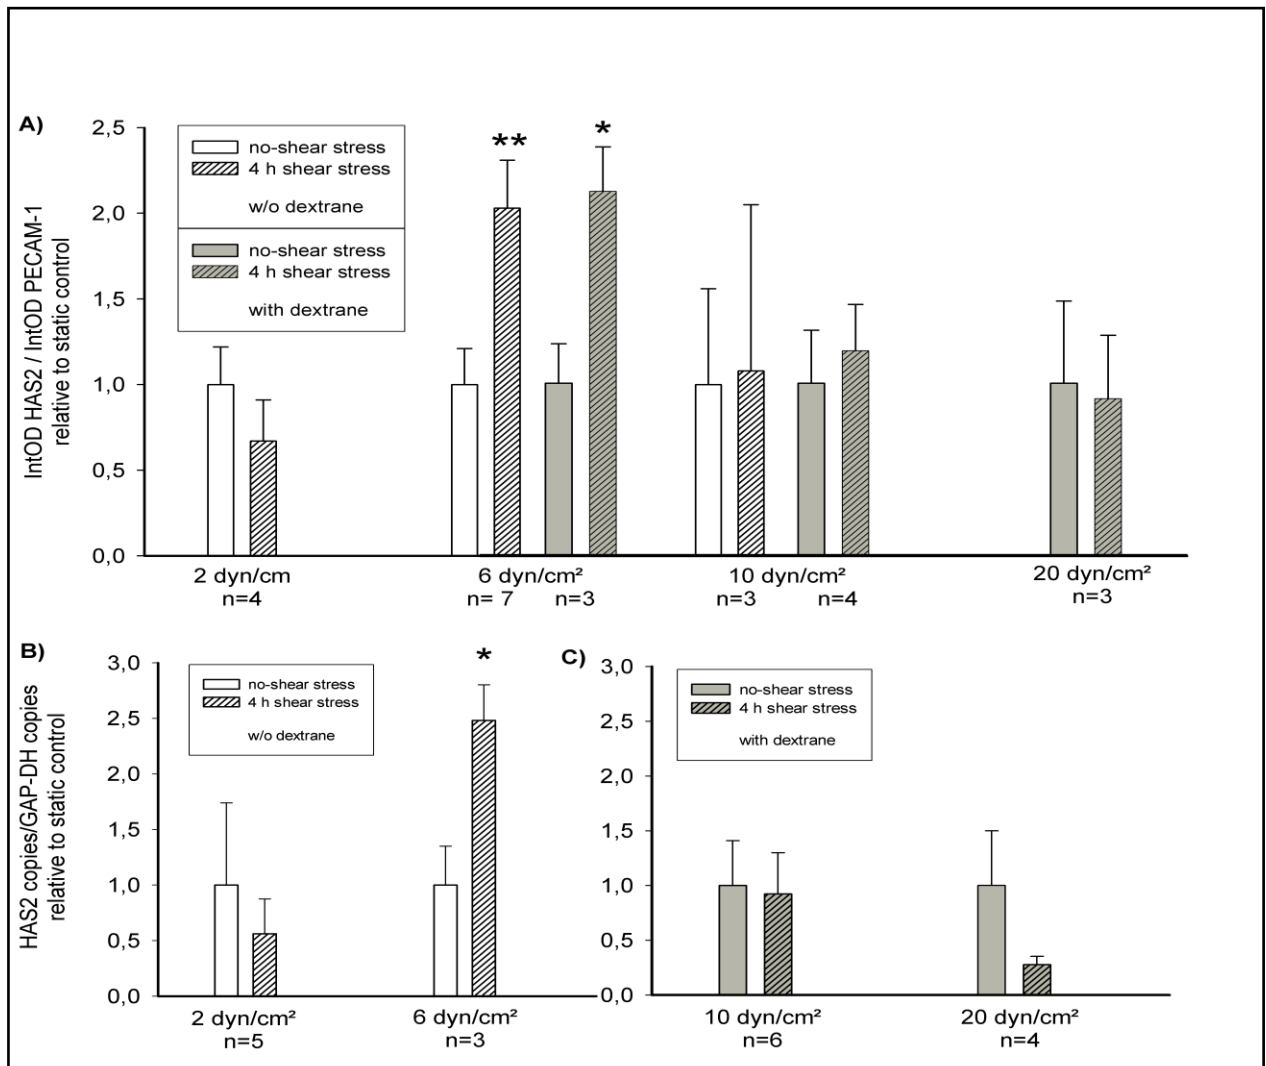 A)
IntOD HAS2 / IntOD PECAM-1
relative to static control
2,5
2,0
1,5
1,0
0,5
0,0
no-shear stress
4 h shear stress
w/o dextrane
no-shear stress
4 h shear stress
with dextrane
**
*
2 dyn/cm
n=4
6 dyn/cm²
n= 7
n=3
10 dyn/cm²
n=3
n=4
20 dyn/cm²
n=3
B)
HAS2 copies/GAP-DH copies
relative to static control
3,0
2,5
2,0
1,5
1,0
0,5
0,0
no-shear stress
4 h shear stress
w/o dextrane
*
2 dyn/cm²
n=5
6 dyn/cm²
n=3
C)
3,0
2,5
2,0
1,5
1,0
0,5
0,0
no-shear stress
4 h shear stress
with dextrane
10 dyn/cm²
n=6
20 dyn/cm²
n=4